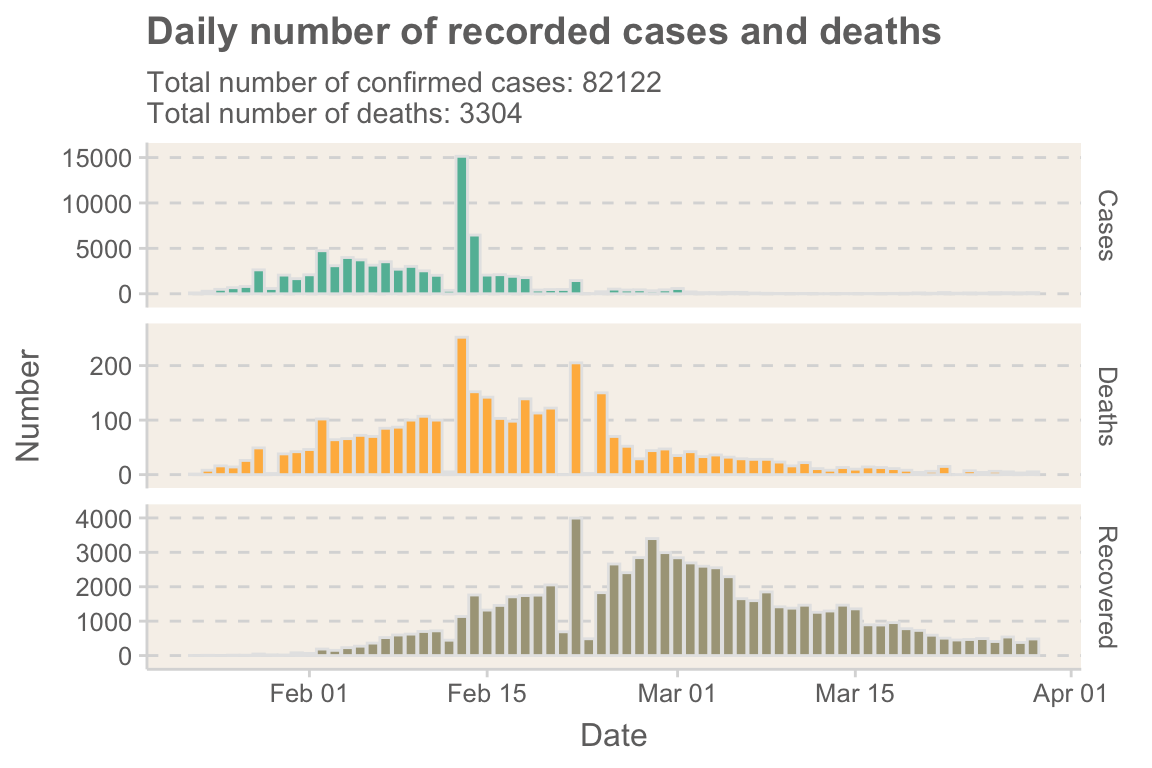 Daily number of recorded cases and deaths
Total number of confirmed cases: 82122
Total number of deaths: 3304
15000
10000
5000
0
Cases
200
100
0
Deaths
4000
3000
2000
1000
0
Recovered
Number
Feb 01
Feb 15
Mar 01
Mar 15
Apr 01
Date